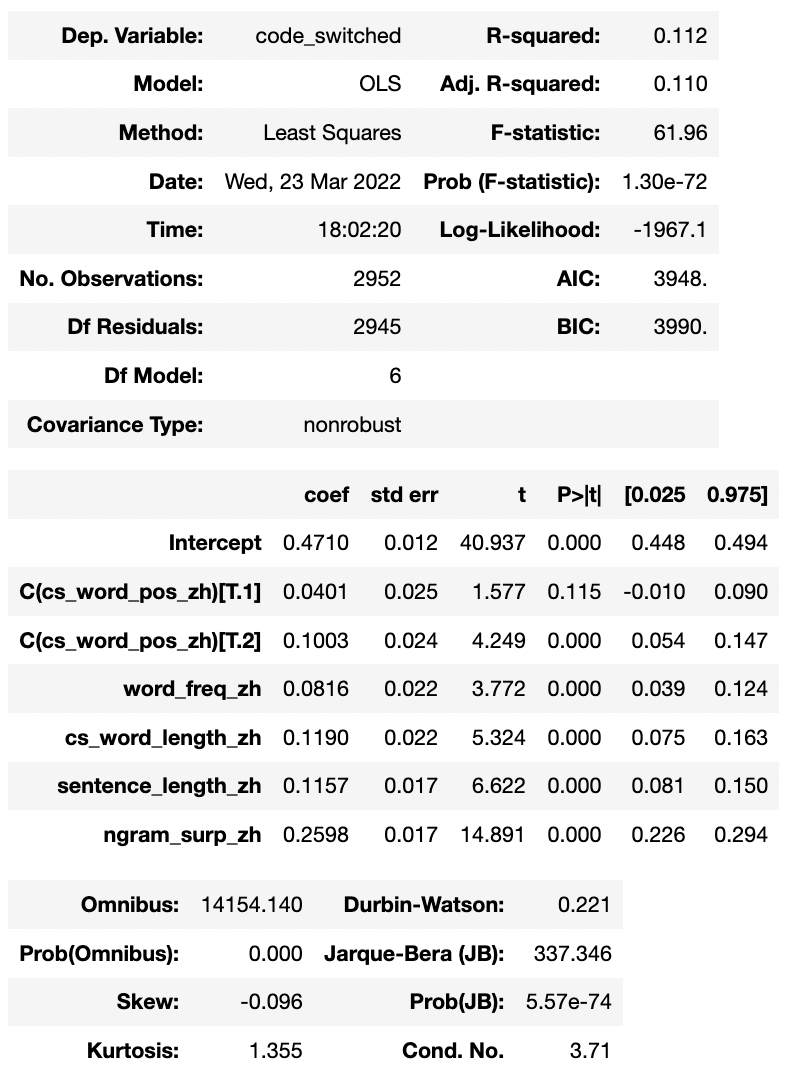 Dep. Variable: code_switched R-squared: 0.112
Model: OLS Adj. R-squared: 0.110
Method: Least Squares F-statistic: 61.96
Date: Wed, 23 Mar 2022 Prob (F-statistic): 1.30e-72
Time: 18:02:20 Log-Likelihood: -1967.1
No. Observations: 2952 AIC: 3948.
Df Residuals: 2945 BIC: 3990.
Df Model: 6
Covariance Type: nonrobust
coef std err t P>|t| [0.025 0.975]
Intercept 0.4710 0.012 40.937 0.000 0.448 0.494
C(cs_word_pos_zh)[T.1] 0.0401 0.025 1.577 0.115 -0.010 0.090
C(cs_word_pos_zh)[T.2] 0.1003 0.024 4.249 0.000 0.054 0.147
word_freq_zh 0.0816 0.022 3.772 0.000 0.039 0.124
cs_word_length_zh 0.1190 0.022 5.324 0.000 0.075 0.163
sentence_length_zh 0.1157 0.017 6.622 0.000 0.081 0.150
ngram_surp_zh 0.2598 0.017 14.891 0.000 0.226 0.294
Omnibus: 14154.140 Durbin-Watson: 0.221
Prob(Omnibus): 0.000 Jarque-Bera (JB): 337.346
Skew: -0.096 Prob(JB): 5.57e-74
Kurtosis: 1.355 Cond. No. 3.71